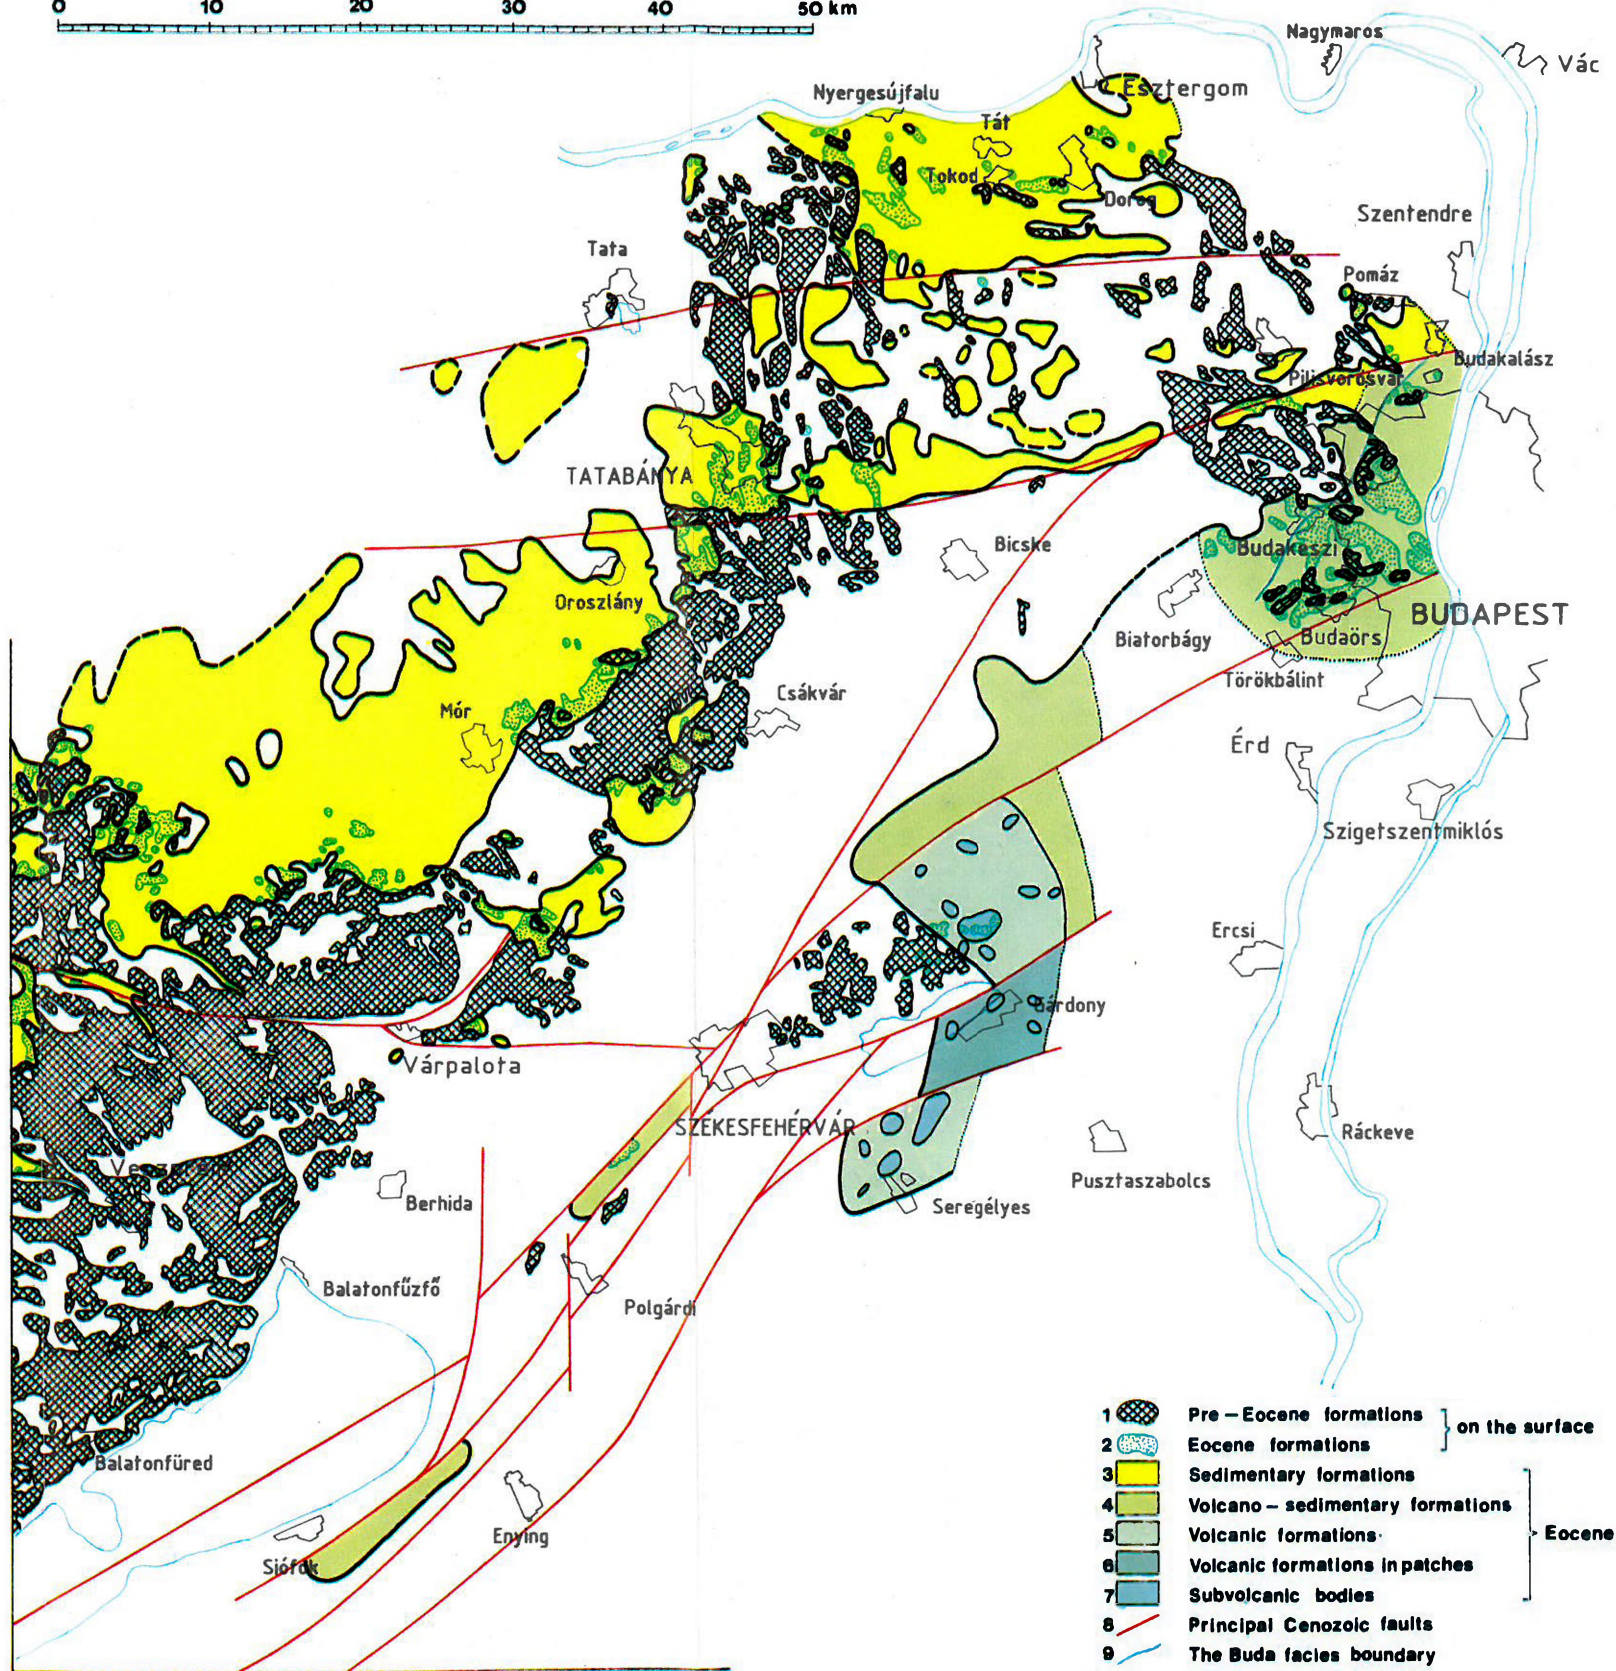 0 10 20 30 40 50 km
Nagymaros
Vác
Esztergom
Nyergesújfalu
Tát
Tokod
Dorog
Szentendre
Tata
Pomáz
Budakalász
Pilisvörösvár
TATABÁNYA
Bicske
Budakeszi
Oroszlány
BUDAPEST
Biatorbágy
Budaörs
Törökbálint
Csákvár
Mór
Érd
Szigetszentmiklós
Ercsi
Gárdony
Várpalota
SZÉKESFEHÉRVÁR
Ráckeve
Veszprém
Pusztaszabolcs
Berhida
Seregélyes
Balatonfűzfő
Polgárdi
Balatonfüred
Enying
Siófok
1 Pre – Eocene formations
on the surface
2 Eocene formations
3 Sedimentary formations
4 Volcano – sedimentary formations
5 Volcanic formations
Eocene
6 Volcanic formations in patches
7 Subvolcanic bodies
8 Principal Cenozoic faults
9 The Buda facies boundary